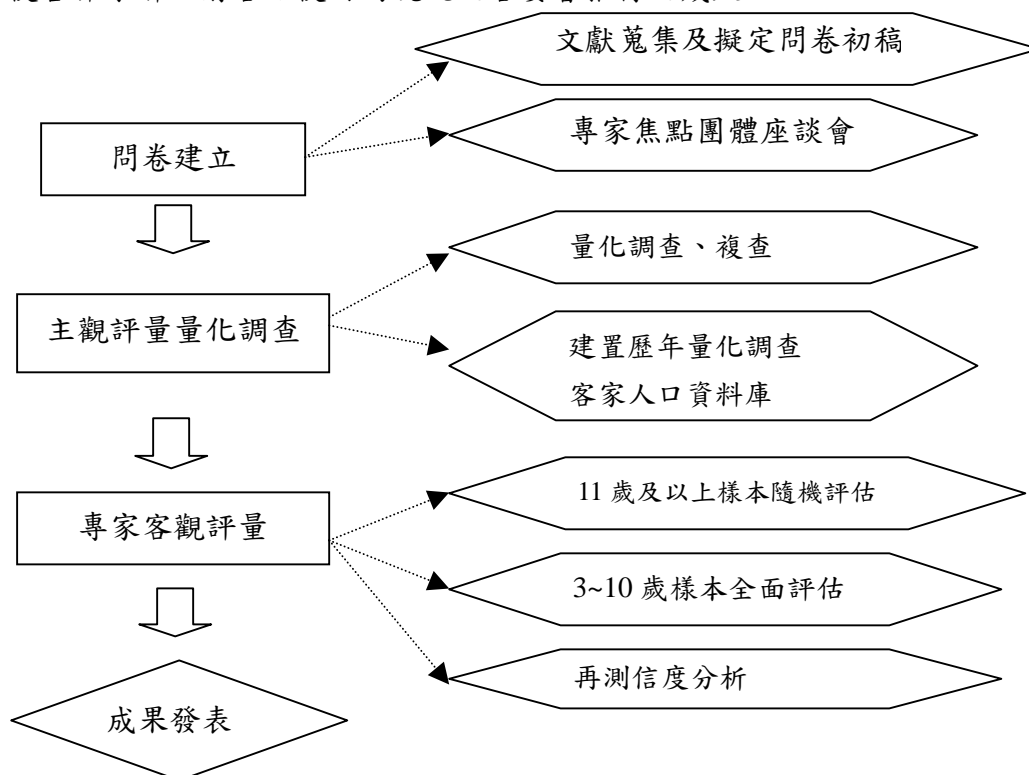 文獻蒐集及擬定問卷初稿
專家焦點團體座談會
問卷建立
量化調查、複查
主觀評量量化調查
建置歷年量化調查
客家人口資料庫
11 歲及以上樣本隨機評估
專家客觀評量
3~10 歲樣本全面評估
再測信度分析
成果發表